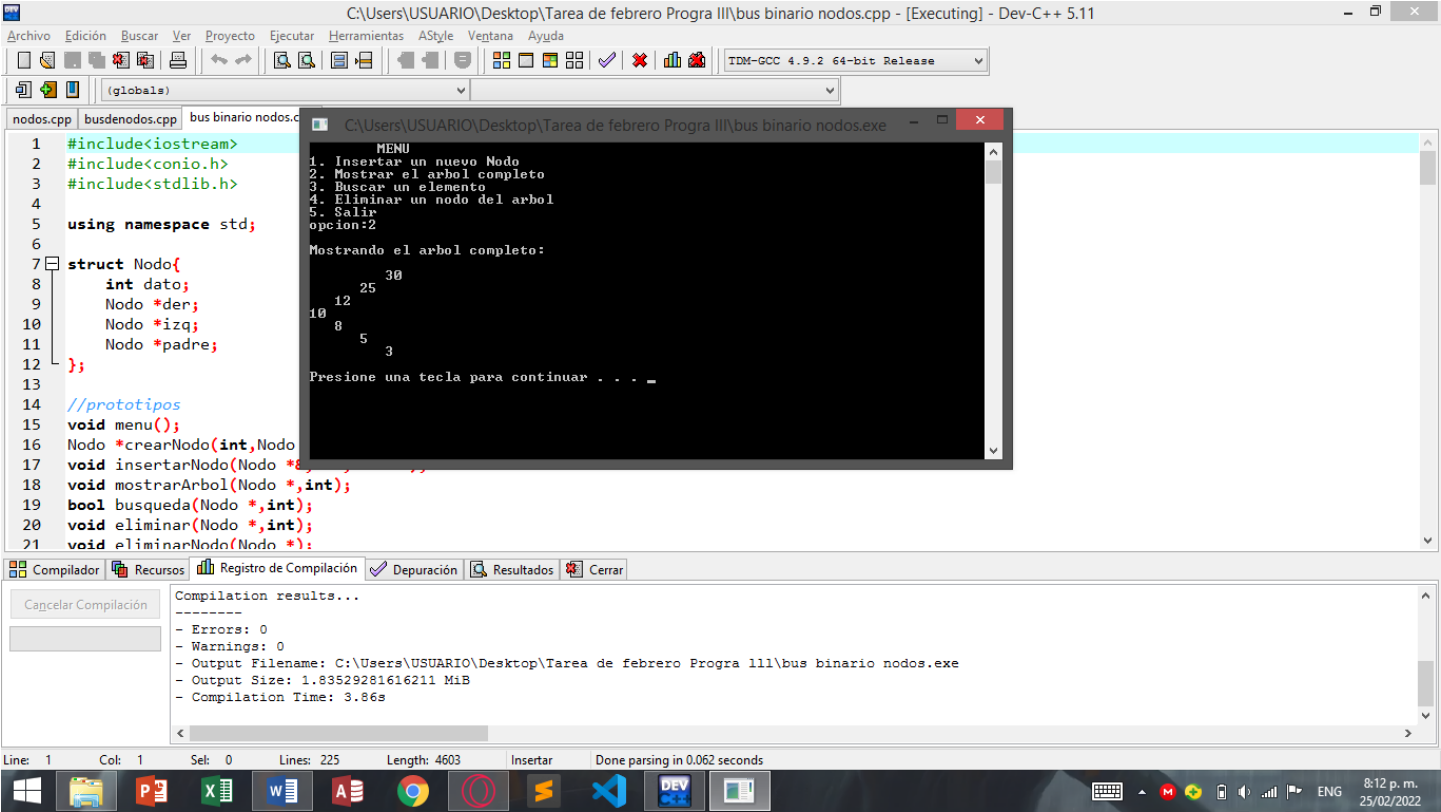 C:\Users\USUARIO\Desktop\Tarea de febrero Progra III\bus binario nodos.cpp - [Executing] - Dev-C++ 5.11
Archivo Edición Buscar Ver Proyecto Ejecutar Herramientas AStyle Ventana Ayuda
TDM-GCC 4.9.2 64-bit Release
(globals)
nodos.cpp busdenodos.cpp bus binario nodos.c
1 #include<iostream>
2 #include<conio.h>
3 #include<stdlib.h>
4
5 using namespace std;
6
7 struct Nodo{
8 int dato;
9 Nodo *der;
10 Nodo *izq;
11 Nodo *padre;
12 };
13
14 //prototipos
15 void menu();
16 Nodo *crearNodo(int,Nodo
17 void insertarNodo(Nodo *&
18 void mostrarArbol(Nodo *,int);
19 bool busqueda(Nodo *,int);
20 void eliminar(Nodo *,int);
21 void eliminarNodo(Nodo *);
C:\Users\USUARIO\Desktop\Tarea de febrero Progra III\bus binario nodos.exe
MENU
1. Insertar un nuevo Nodo
2. Mostrar el arbol completo
3. Buscar un elemento
4. Eliminar un nodo del arbol
5. Salir
opcion:2
Mostrando el arbol completo:
30
25
12
10
8
5
3
Presione una tecla para continuar . . . _
Compilador Recursos Registro de Compilación Depuración Resultados Cerrar
Cancelar Compilación
Compilation results...
--------
- Errors: 0
- Warnings: 0
- Output Filename: C:\Users\USUARIO\Desktop\Tarea de febrero Progra lll\bus binario nodos.exe
- Output Size: 1.83529281616211 MiB
- Compilation Time: 3.86s
Line: 1 Col: 1 Sel: 0 Lines: 225 Length: 4603 Insertar Done parsing in 0.062 seconds
DEV C++
ENG
8:12 p. m.
25/02/2022